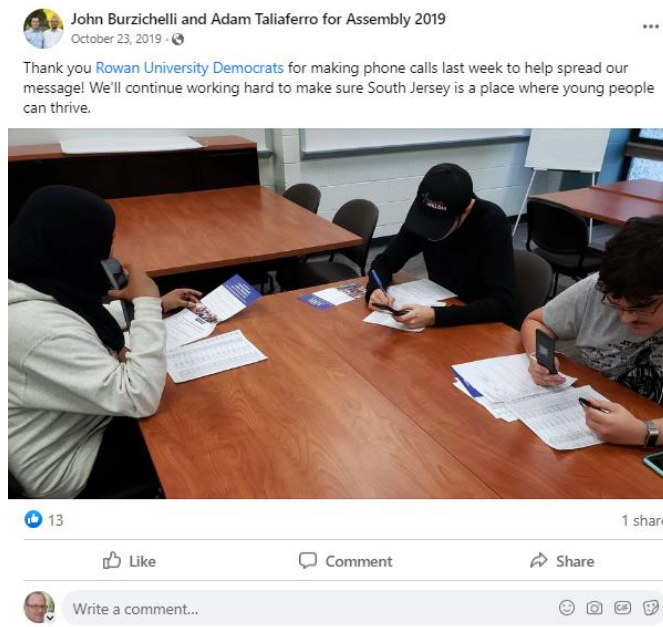 John Burzichelli and Adam Taliaferro for Assembly 2019
October 23, 2019 ·
Thank you Rowan University Democrats for making phone calls last week to help spread our
message! We'll continue working hard to make sure South Jersey is a place where young people
can thrive.
13
1 share
Like
Comment
Share
Write a comment...
GIF